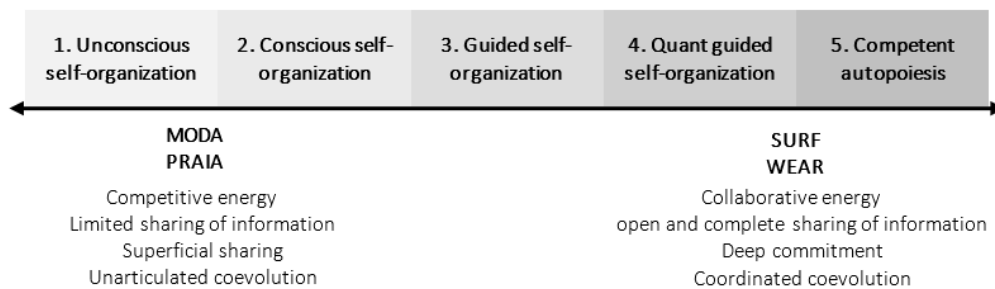 1. Unconscious
self-organization
2. Conscious self-
organization
3. Guided self-
organization
4. Quant guided
self-organization
5. Competent
autopoiesis
MODA
PRAIA
Competitive energy
Limited sharing of information
Superficial sharing
Unarticulated coevolution
SURF
WEAR
Collaborative energy
open and complete sharing of information
Deep commitment
Coordinated coevolution